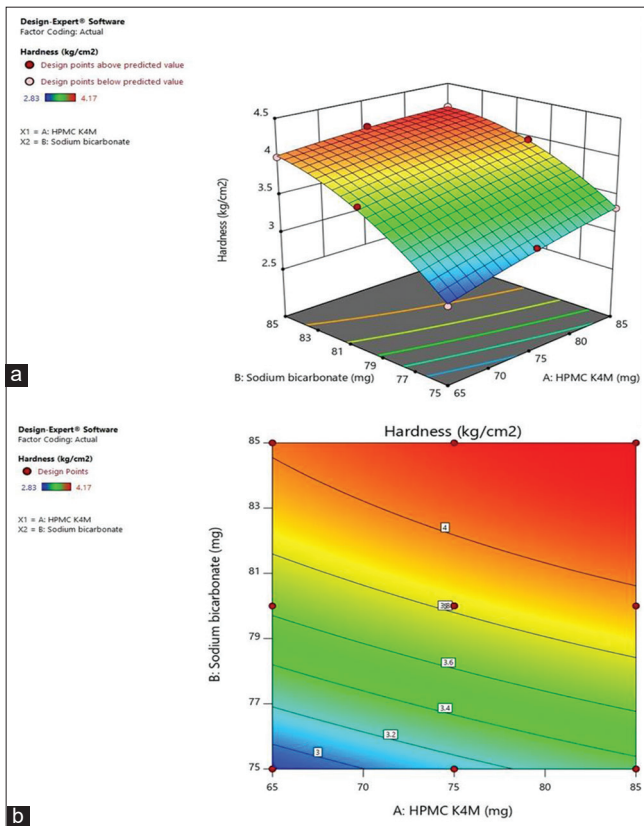 Design-Expert® Software
Factor Coding: Actual
Hardness (kg/cm2)
Design points above predicted value
Design points below predicted value
2.83 4.17
X1 = A: HPMC K4M
X2 = B: Sodium bicarbonate
Hardness (kg/cm2)
4.5
4
3.5
3
2.5
85
83
81
79
77
75
B: Sodium bicarbonate (mg)
65
70
75
80
85
A: HPMC K4M (mg)
a
Design-Expert® Software
Factor Coding: Actual
Hardness (kg/cm2)
Design Points
2.83 4.17
X1 = A: HPMC K4M
X2 = B: Sodium bicarbonate
Hardness (kg/cm2)
B: Sodium bicarbonate (mg)
85
83
81
79
77
75
4
3.6
3.4
3.2
3
65 70 75 80 85
A: HPMC K4M (mg)
b